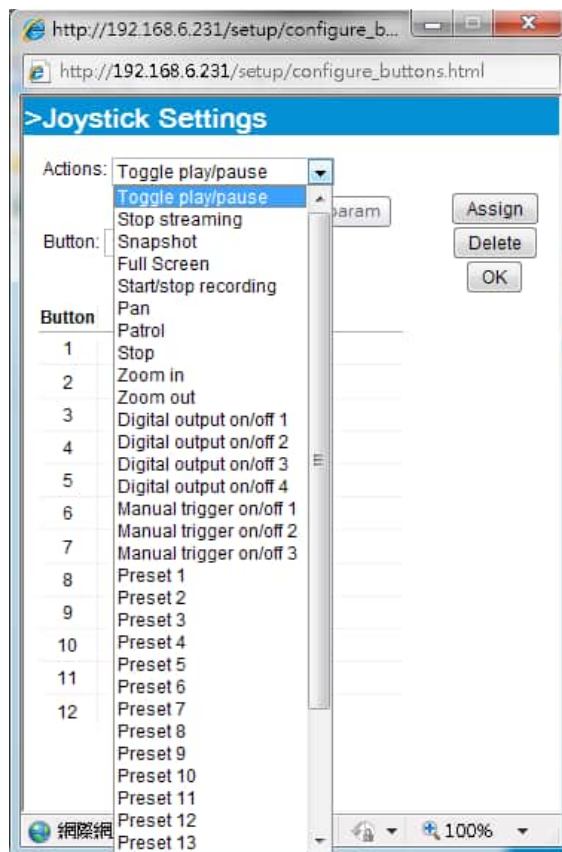 http://192.168.6.231/setup/configure_b...
http://192.168.6.231/setup/configure_buttons.html
>Joystick Settings
Actions: Toggle play/pause
Toggle play/pause
Stop streaming
Snapshot
Full Screen
Start/stop recording
Pan
Patrol
Stop
Zoom in
Zoom out
Digital output on/off 1
Digital output on/off 2
Digital output on/off 3
Digital output on/off 4
Manual trigger on/off 1
Manual trigger on/off 2
Manual trigger on/off 3
Preset 1
Preset 2
Preset 3
Preset 4
Preset 5
Preset 6
Preset 7
Preset 8
Preset 9
Preset 10
Preset 11
Preset 12
Preset 13
param
Assign
Button:
Delete
OK
Button
1
2
3
4
5
6
7
8
9
10
11
12
網際網
100%